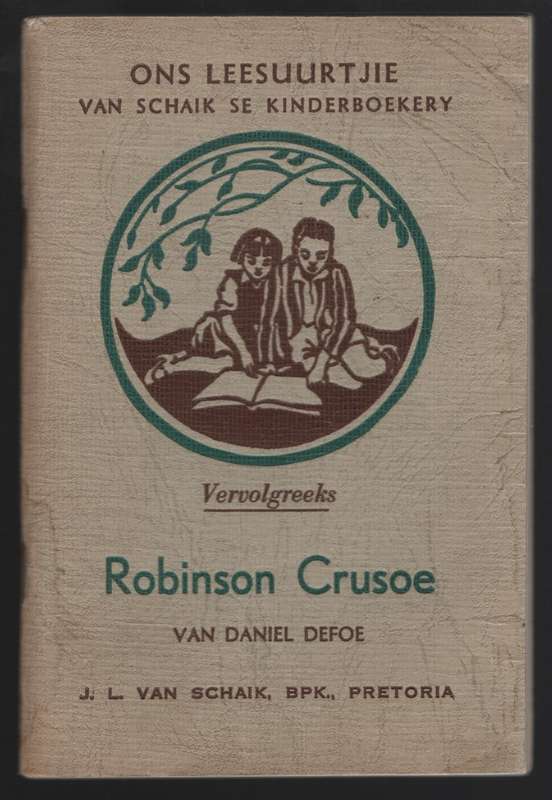 ONS LEESUURTJIE
VAN SCHAIK SE KINDERBOEKERY
Vervolgreeks
Robinson Crusoe
VAN DANIEL DEFOE
J. L. VAN SCHAIK, BPK., PRETORIA